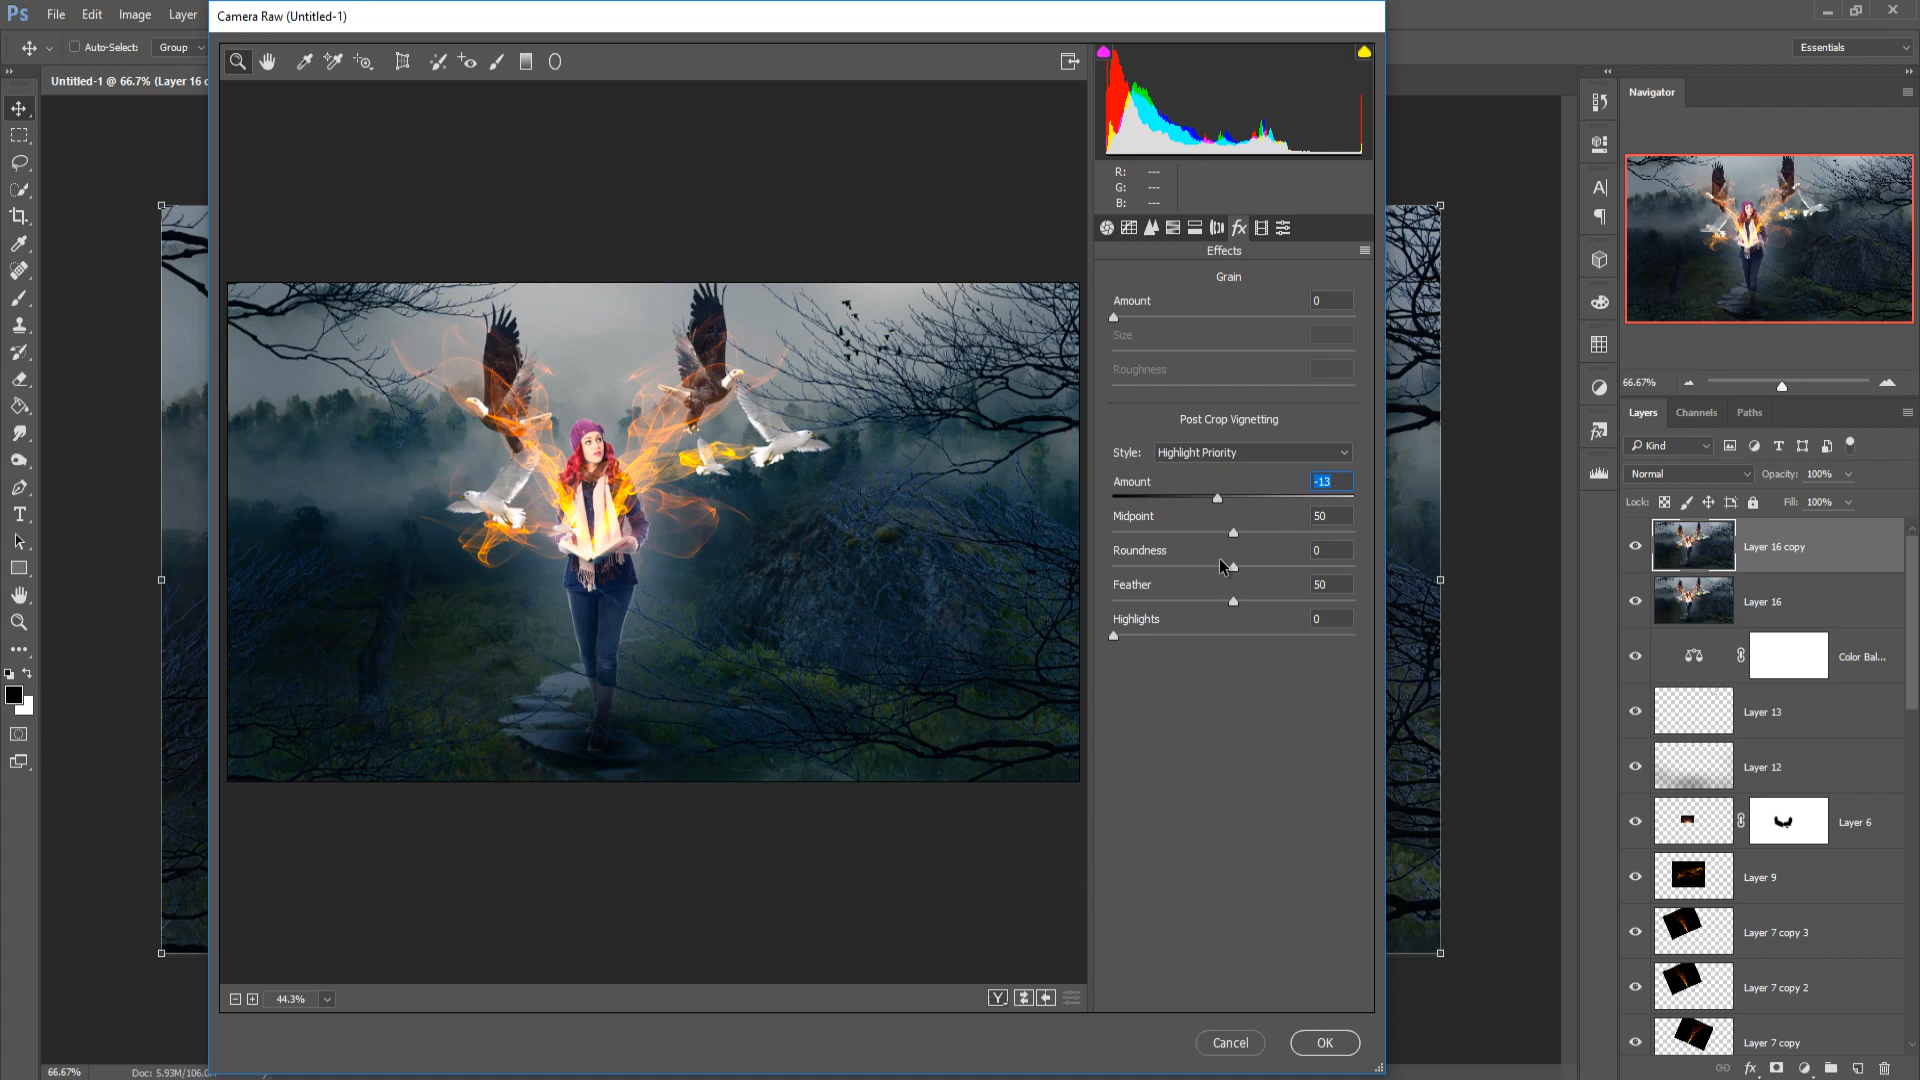 Ps File Edit Image Layer
Camera Raw (Untitled-1)
Auto-Select: Group
Essentials
Untitled-1 @ 66.7% (Layer 16 c
Navigator
R: ---
G: ---
B: ---
Effects
Grain
Amount 0
Size
Roughness
Post Crop Vignetting
Style: Highlight Priority
Amount -13
Midpoint 50
Roundness 0
Feather 50
Highlights 0
66.67%
Layers Channels Paths
Kind
Normal Opacity: 100%
Lock: Fill: 100%
Layer 16 copy
Layer 16
Color Bal...
Layer 13
Layer 12
Layer 6
Layer 9
Layer 7 copy 3
Layer 7 copy 2
Layer 7 copy
44.3%
Y
Cancel OK
66.67% Doc: 5.93M/106.0